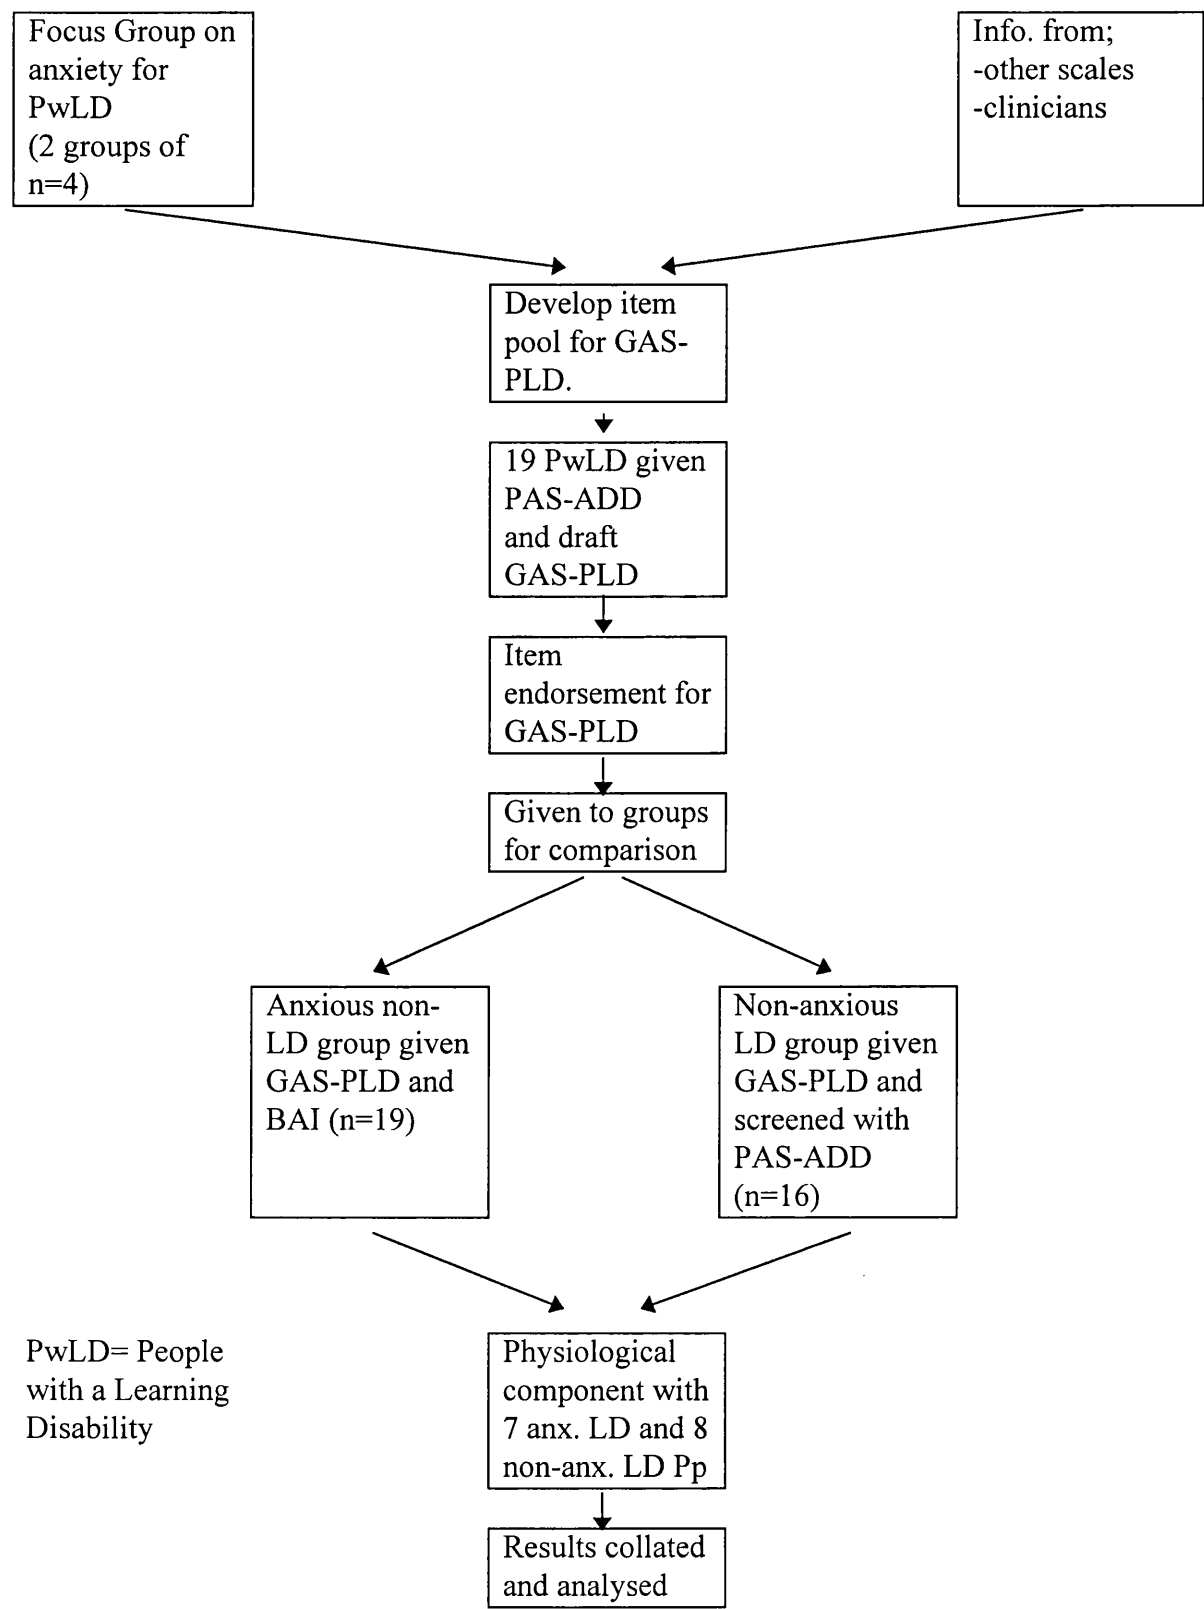 Focus Group on
anxiety for
PwLD
(2 groups of
n=4)
Info. from;
-other scales
-clinicians
Develop item
pool for GAS-
PLD.
19 PwLD given
PAS-ADD
and draft
GAS-PLD
Item
endorsement for
GAS-PLD
Given to groups
for comparison
Anxious non-
LD group given
GAS-PLD and
BAI (n=19)
Non-anxious
LD group given
GAS-PLD and
screened with
PAS-ADD
(n=16)
PwLD= People
with a Learning
Disability
Physiological
component with
7 anx. LD and 8
non-anx. LD Pp
Results collated
and analysed